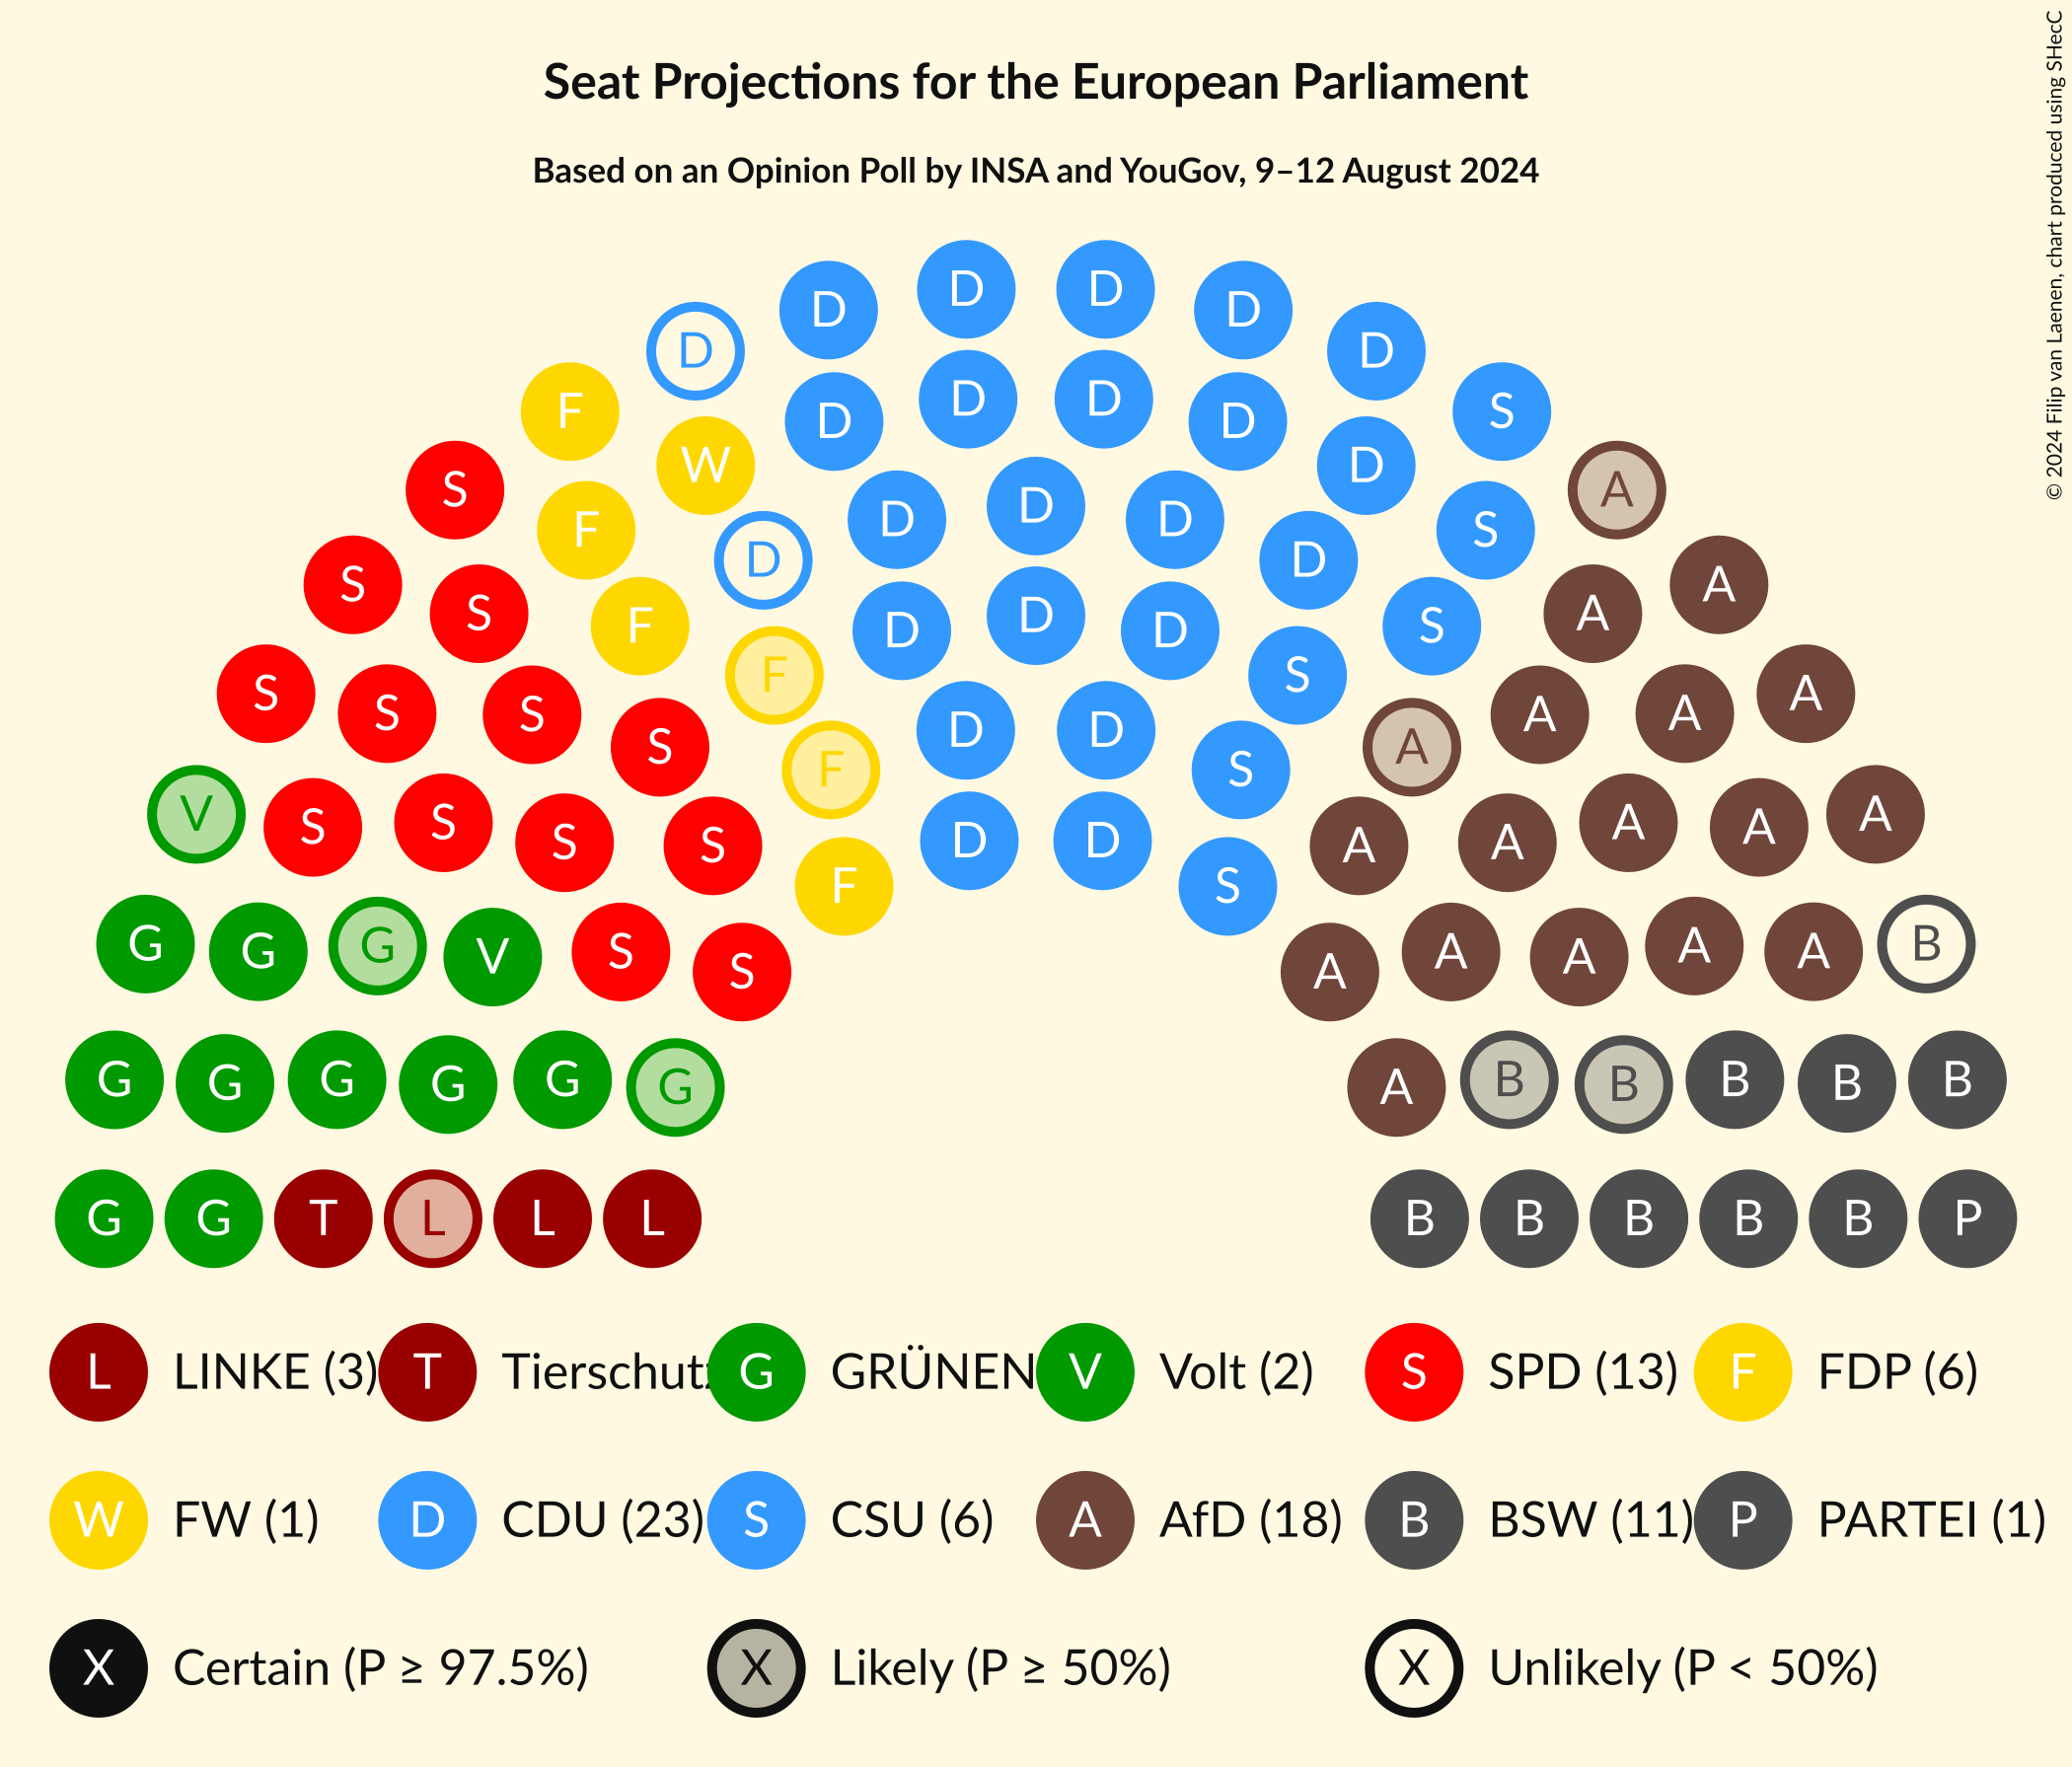 © 2024 Filip van Laenen, chart produced using SHecC
Seat Projections for the European Parliament
Based on an Opinion Poll by INSA and YouGov, 9–12 August 2024
D D D D
D D
F D D D D S
W D
S D D D A
F D D S
S S D A A
F D D S
S S S F S A A A
S D D A
V S S F S A A A
S S D D A A
F S
G G G V S S A A A A A B
G G G G G G A B B B B B
G G T L L L B B B B B P
L LINKE (3) T Tierschutz G GRÜNEN V Volt (2) S SPD (13) F FDP (6)
W FW (1) D CDU (23) S CSU (6) A AfD (18) B BSW (11) P PARTEI (1)
X Certain (P ≥ 97.5%) X Likely (P ≥ 50%) X Unlikely (P < 50%)